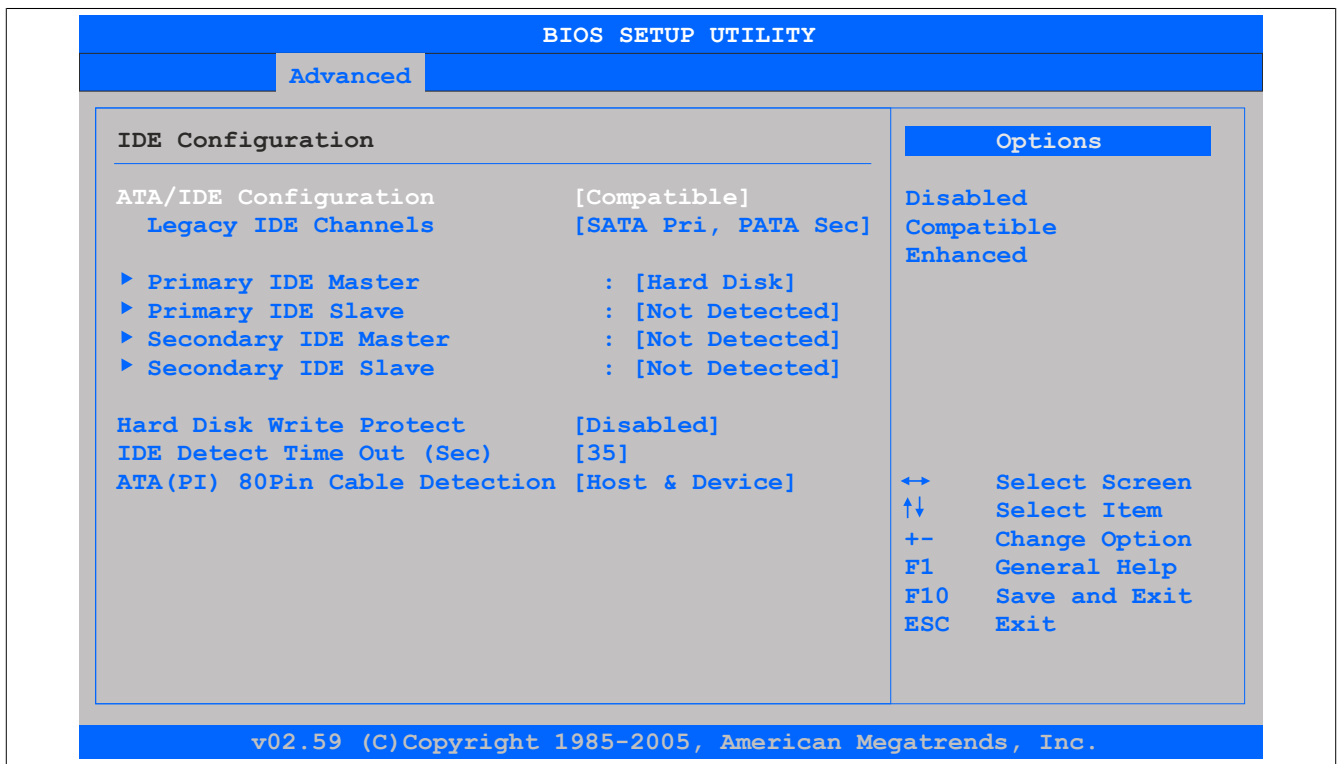 BIOS SETUP UTILITY
Advanced
IDE Configuration
ATA/IDE Configuration [Compatible]
Legacy IDE Channels [SATA Pri, PATA Sec]
Primary IDE Master : [Hard Disk]
Primary IDE Slave : [Not Detected]
Secondary IDE Master : [Not Detected]
Secondary IDE Slave : [Not Detected]
Hard Disk Write Protect [Disabled]
IDE Detect Time Out (Sec) [35]
ATA(PI) 80Pin Cable Detection [Host & Device]
Options
Disabled
Compatible
Enhanced
↔ Select Screen
↑↓ Select Item
+- Change Option
F1 General Help
F10 Save and Exit
ESC Exit
v02.59 (C)Copyright 1985-2005, American Megatrends, Inc.